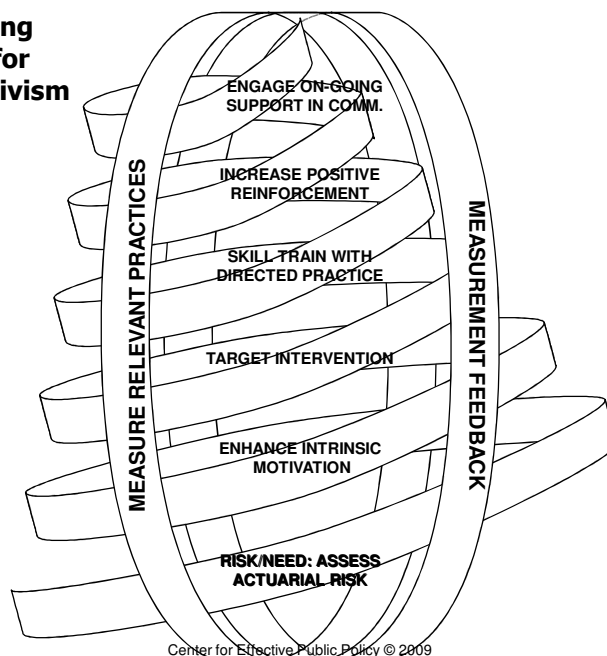 ing
for
ivism
ENGAGE ON-GOING
SUPPORT IN COMM.
INCREASE POSITIVE
REINFORCEMENT
SKILL TRAIN WITH
DIRECTED PRACTICE
TARGET INTERVENTION
ENHANCE INTRINSIC
MOTIVATION
RISK/NEED: ASSESS
ACTUARIAL RISK
MEASURE RELEVANT PRACTICES
MEASUREMENT FEEDBACK
Center for Effective Public Policy © 2009